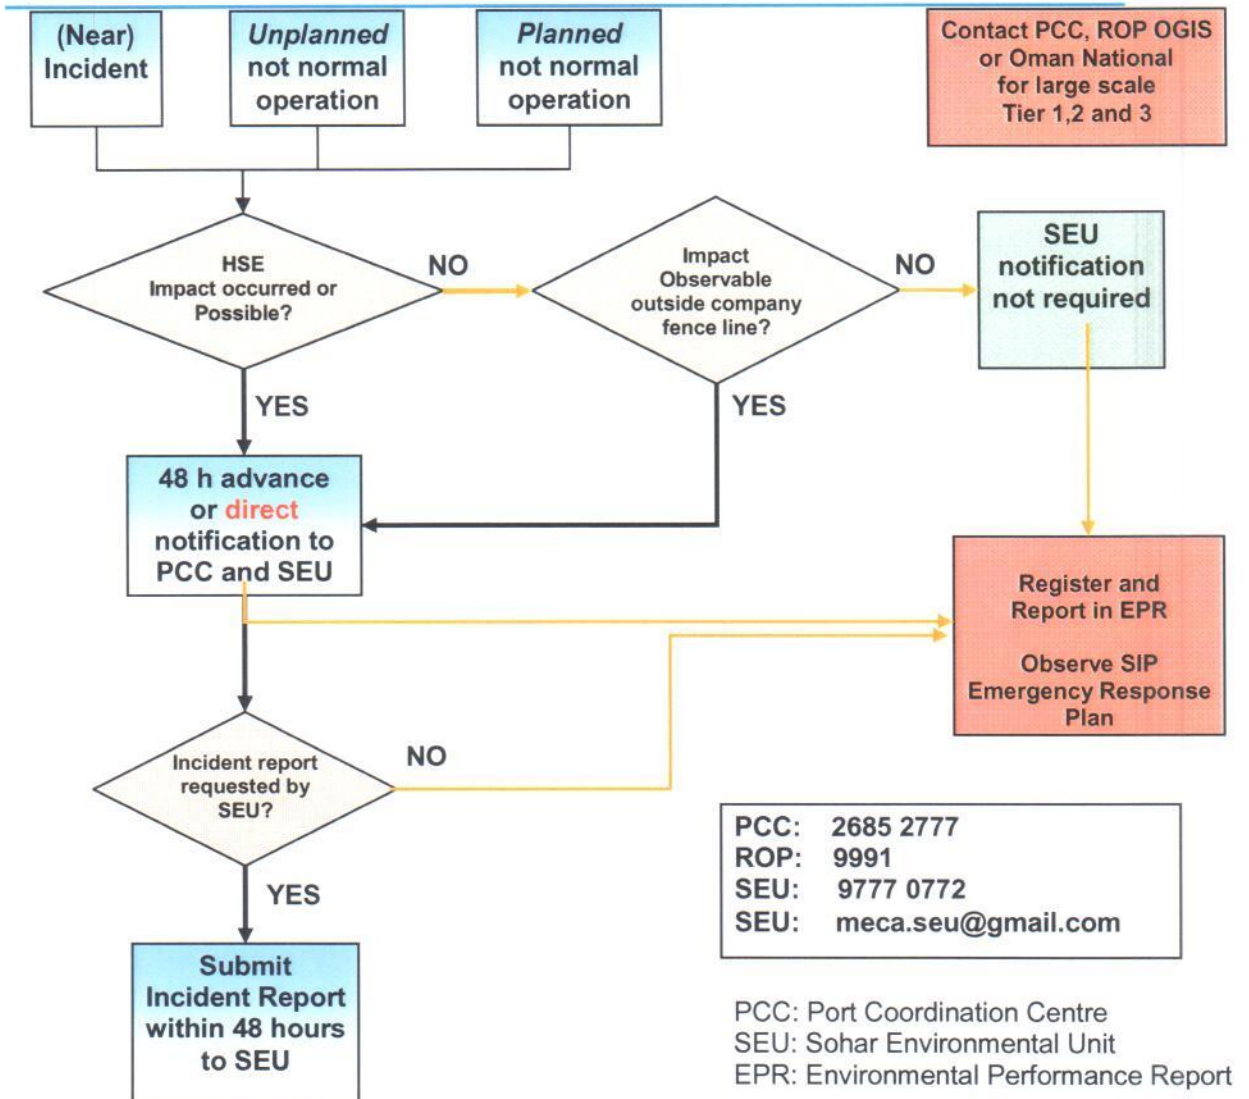 (Near)
Incident
Unplanned
not normal
operation
Planned
not normal
operation
Contact PCC, ROP OGIS
or Oman National
for large scale
Tier 1,2 and 3
HSE
Impact occurred or
Possible?
NO
Impact
Observable
outside company
fence line?
NO
SEU
notification
not required
YES
YES
48 h advance
or direct
notification to
PCC and SEU
Register and
Report in EPR
Observe SIP
Emergency Response
Plan
Incident report
requested by
SEU?
NO
YES
Submit
Incident Report
within 48 hours
to SEU
PCC: 2685 2777
ROP: 9991
SEU: 9777 0772
SEU: meca.seu@gmail.com
PCC: Port Coordination Centre
SEU: Sohar Environmental Unit
EPR: Environmental Performance Report